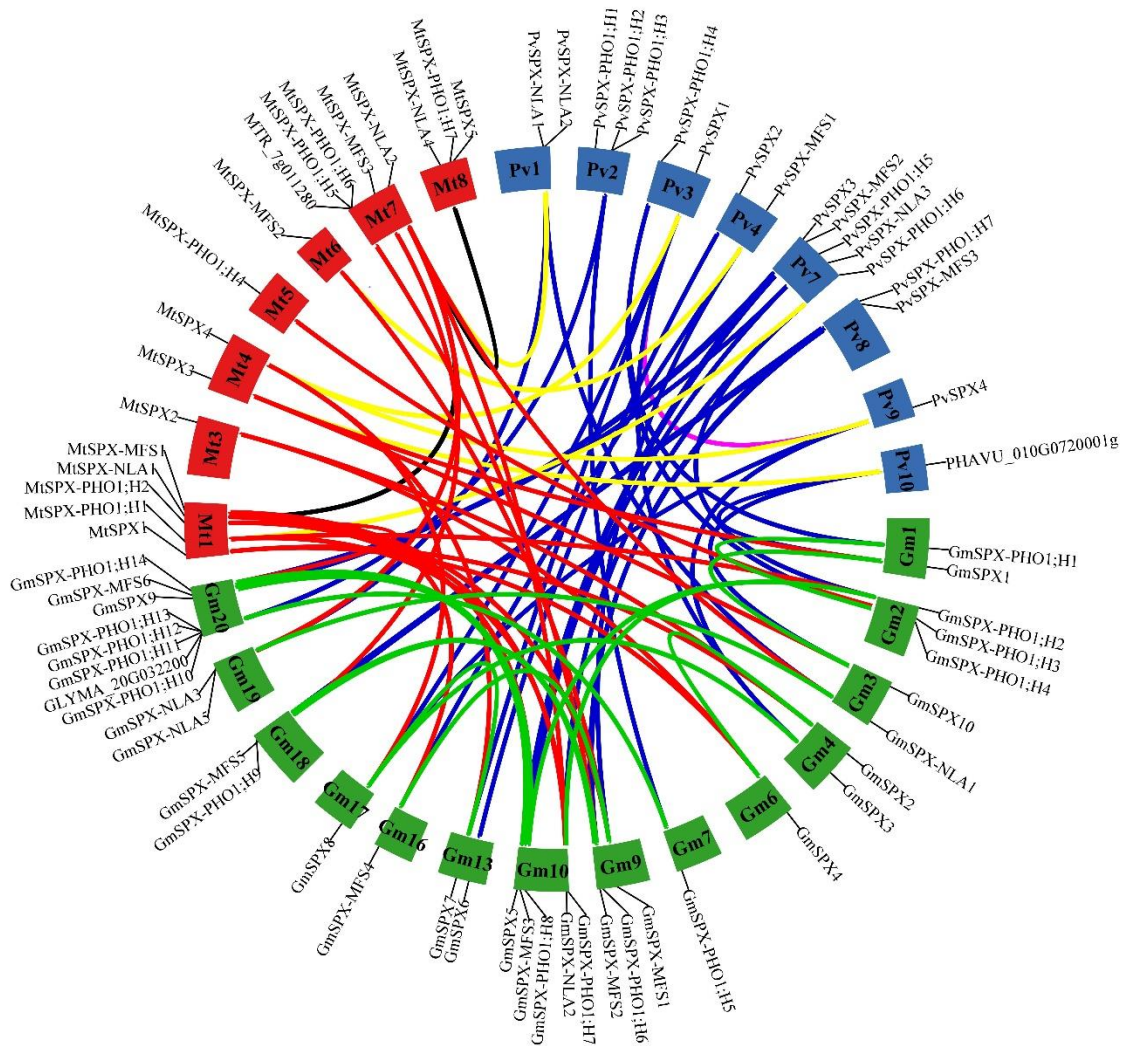 PvSPX-NLA1
PvSPX-NLA2
PvSPX-PHO1;H1
PvSPX-PHO1;H2
PvSPX-PHO1;H3
PvSPX-PHO1;H4
PvSPX1
PvSPX2
PvSPX-MFS1
PvSPX3
PvSPX-MFS2
PvSPX-PHO1;H5
PvSPX-NLA3
PvSPX-PHO1;H6
PvSPX-PHO1;H7
PvSPX-MFS3
PvSPX4
PHAVU_010G0720001g
GmSPX-PHO1;H1
GmSPX1
GmSPX-PHO1;H2
GmSPX-PHO1;H3
GmSPX-PHO1;H4
GmSPX10
GmSPX-NLA1
GmSPX2
GmSPX3
GmSPX4
GmSPX-PHO1;H5
GmSPX-MFS1
GmSPX-PHO1;H6
GmSPX-MFS2
GmSPX-PHO1;H7
GmSPX-NLA2
GmSPX-PHO1;H8
GmSPX-MFS3
GmSPX5
GmSPX6
GmSPX7
GmSPX-MFS4
GmSPX8
GmSPX-PHO1;H9
GmSPX-MFS5
GmSPX-NLA5
GmSPX-NLA3
GmSPX-PHO1;H10
GLYMA_20G032200
GmSPX-PHO1;H11
GmSPX-PHO1;H12
GmSPX-PHO1;H13
GmSPX9
GmSPX-MFS6
GmSPX-PHO1;H14
MtSPX1
MtSPX-PHO1;H1
MtSPX-PHO1;H2
MtSPX-NLA1
MtSPX-MFS1
MtSPX2
MtSPX3
MtSPX4
MtSPX-PHO1;H4
MtSPX-MFS2
MTR_7g011280
MtSPX-PHO1;H5
MtSPX-PHO1;H6
MtSPX-MFS3
MtSPX-NLA2
MtSPX-NLA4
MtSPX-PHO1;H7
MtSPX5
Pv1
Pv2
Pv3
Pv4
Pv7
Pv8
Pv9
Pv10
Gm1
Gm2
Gm3
Gm4
Gm6
Gm7
Gm9
Gm10
Gm13
Gm16
Gm17
Gm18
Gm19
Gm20
Mt1
Mt3
Mt4
Mt5
Mt6
Mt7
Mt8